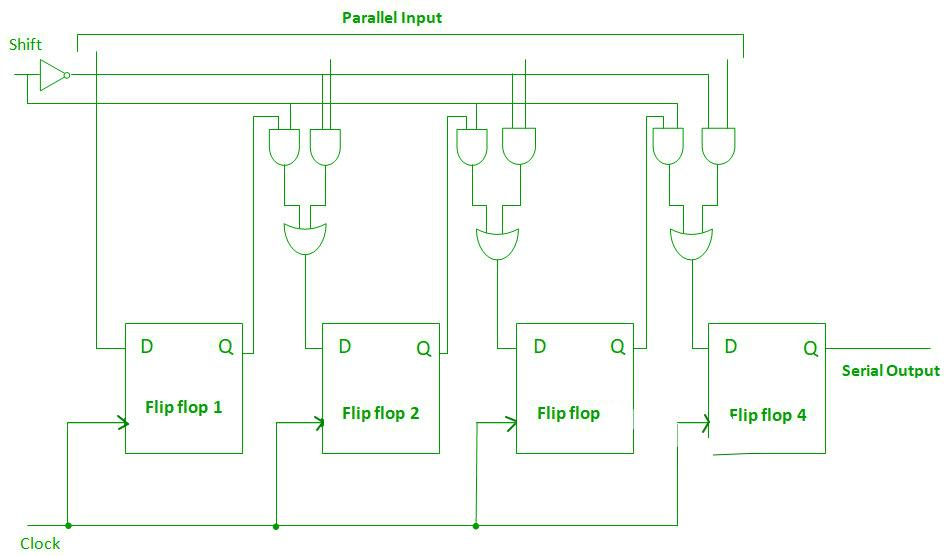 Parallel Input
Shift
D Q
D Q
D Q
D Q
Serial Output
Flip flop 1
Flip flop 2
Flip flop
Flip flop 4
Clock